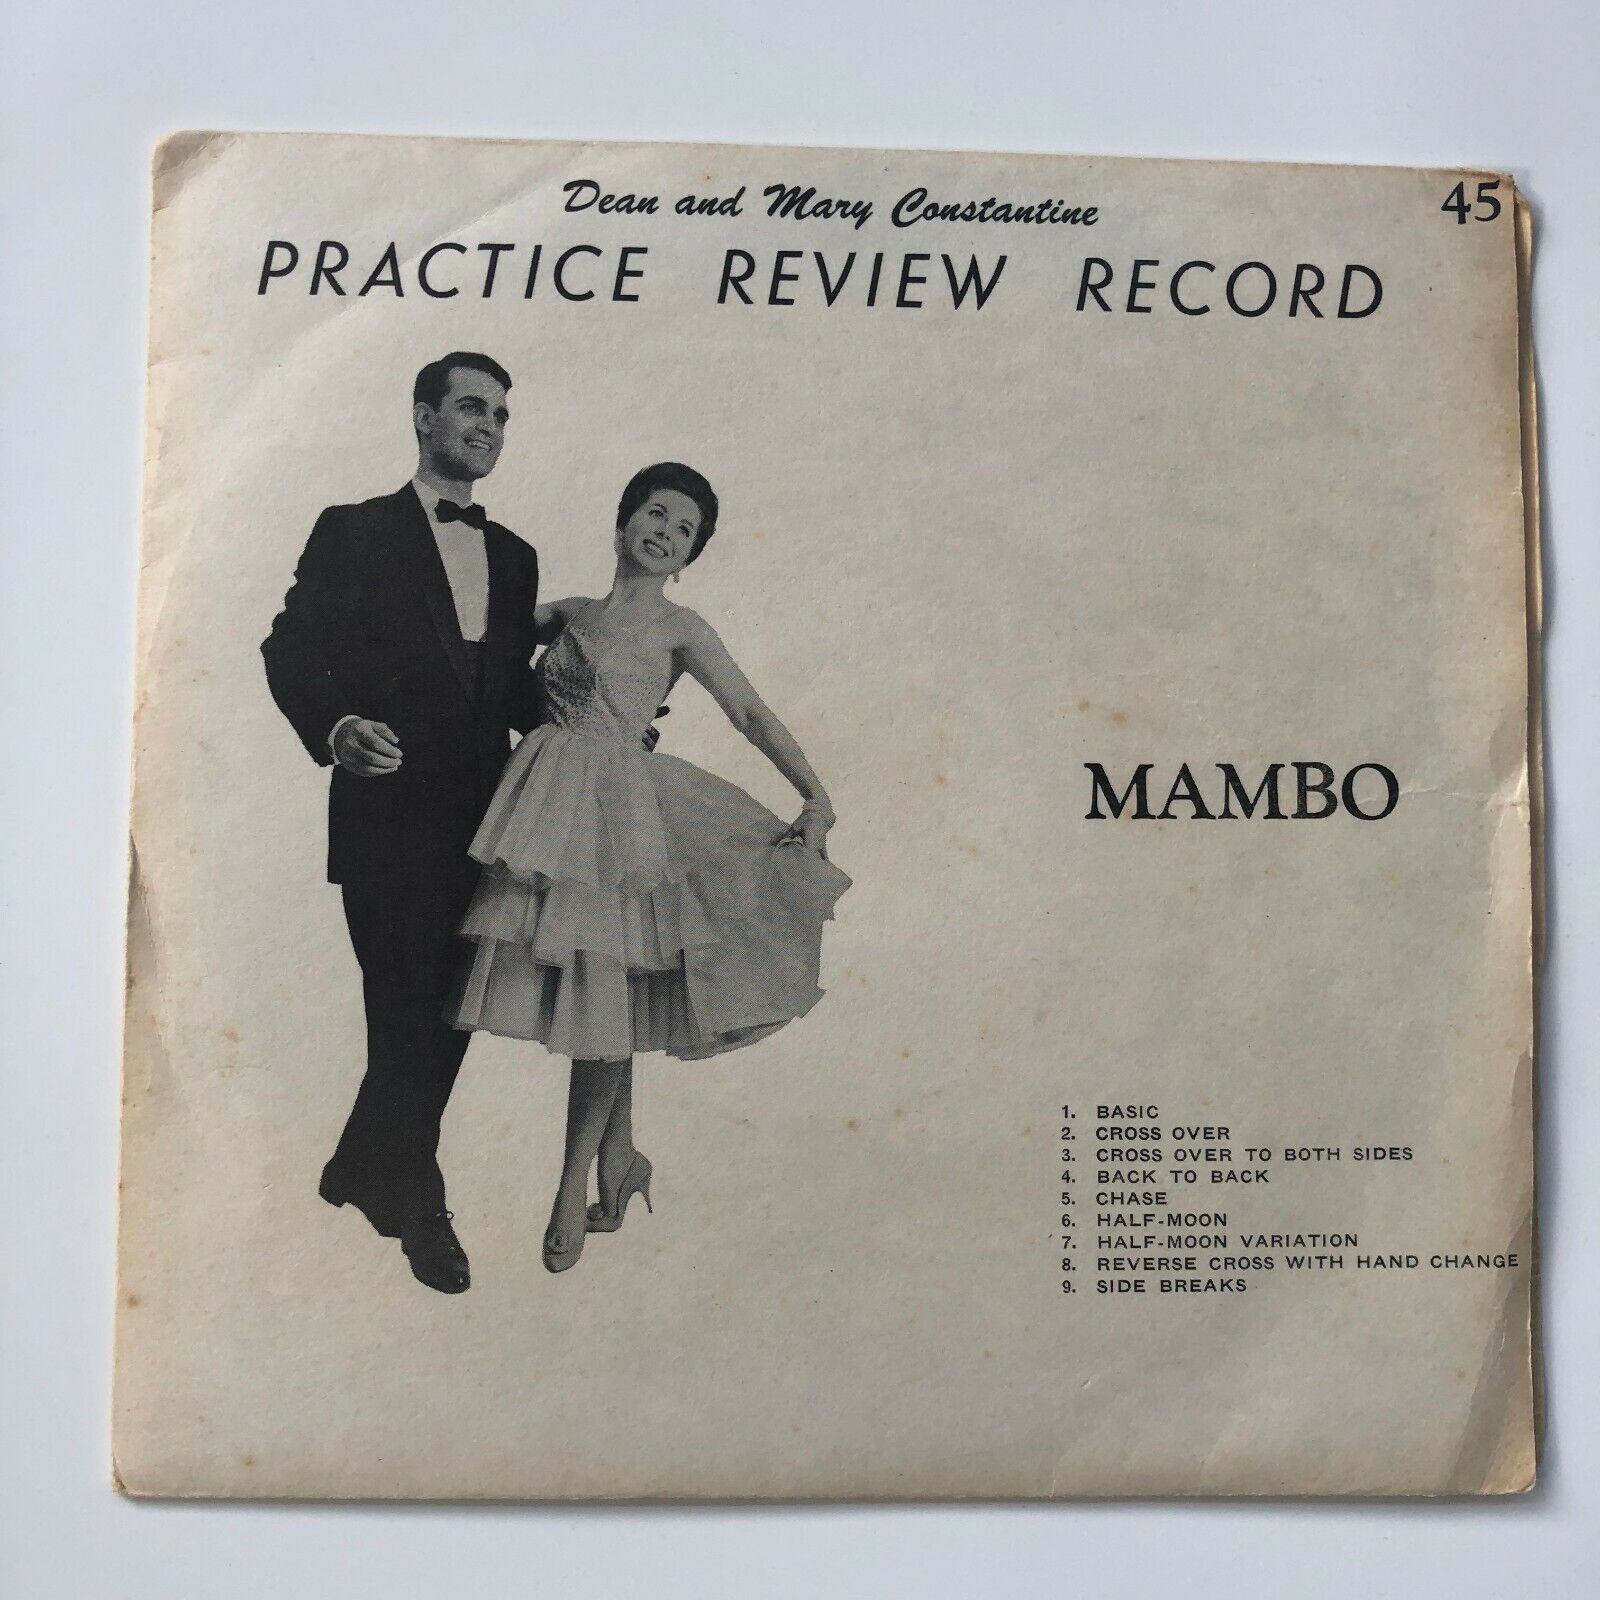 Dean and Mary Constantine
45
PRACTICE REVIEW RECORD
MAMBO
1. BASIC
2. CROSS OVER
3. CROSS OVER TO BOTH SIDES
4. BACK TO BACK
5. CHASE
6. HALF-MOON
7. HALF-MOON VARIATION
8. REVERSE CROSS WITH HAND CHANGE
9. SIDE BREAKS